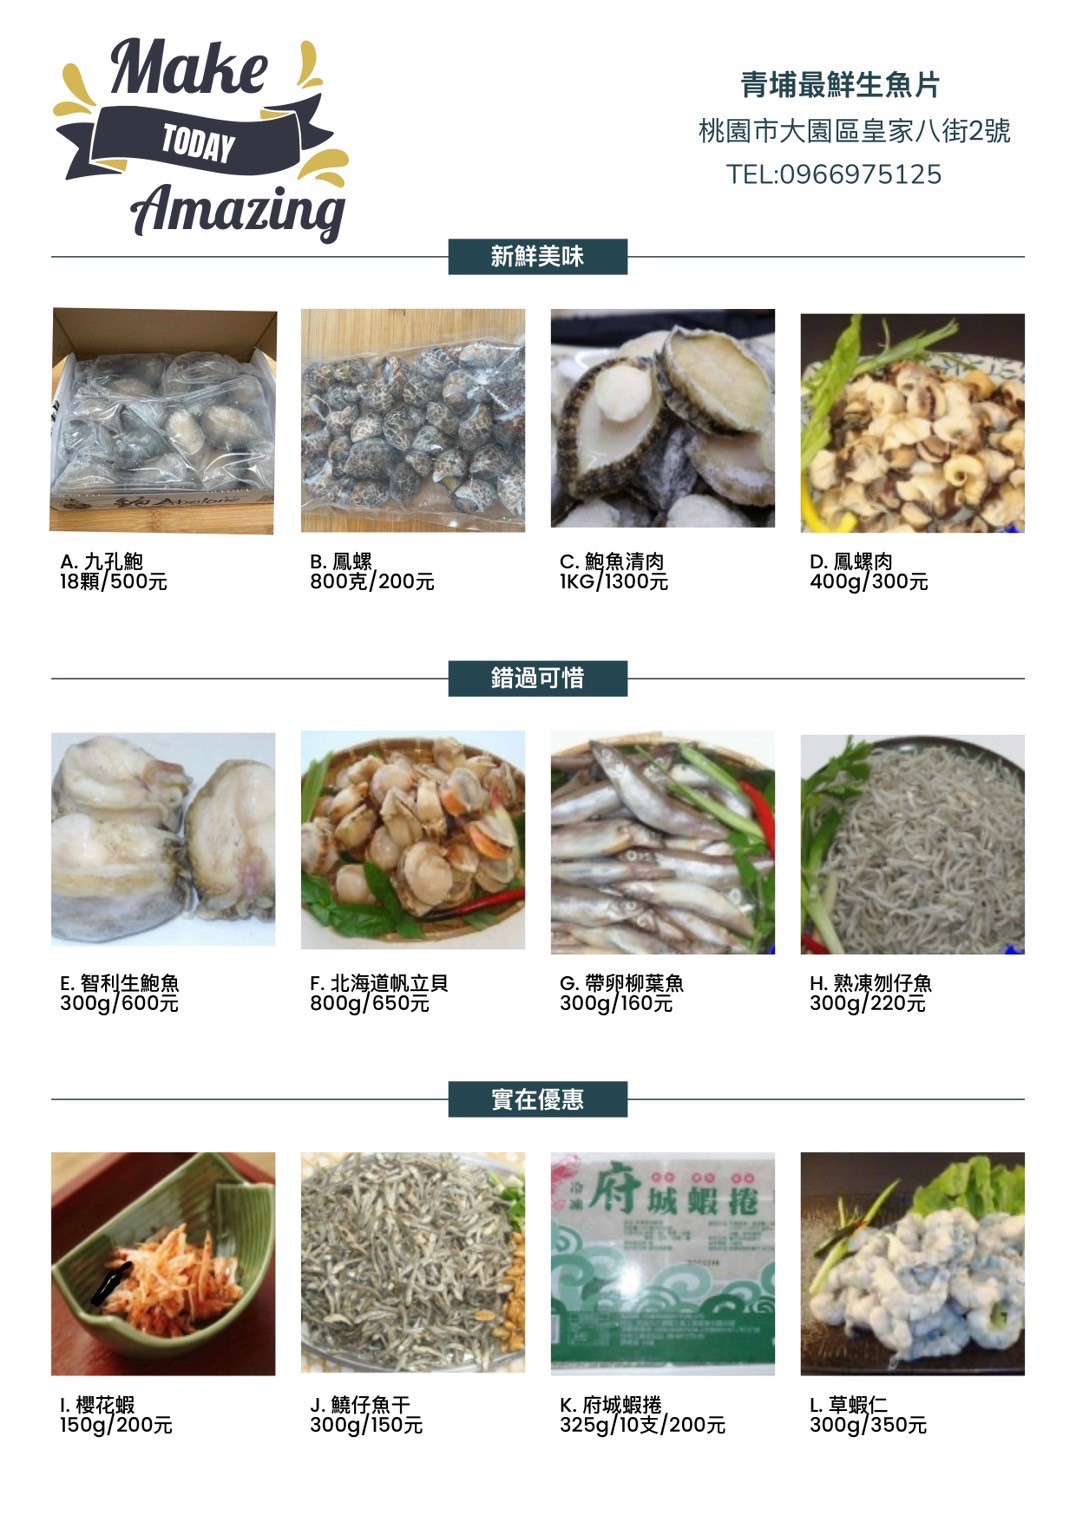 Make
TODAY
Amazing
青埔最鮮生魚片
桃園市大園區皇家八街2號
TEL:0966975125
新鮮美味
Abalone
A. 九孔鮑
18顆/500元
B. 鳳螺
800克/200元
C. 鮑魚清肉
1KG/1300元
D. 鳳螺肉
400g/300元
錯過可惜
E. 智利生鮑魚
300g/600元
F. 北海道帆立貝
800g/650元
G. 帶卵柳葉魚
300g/160元
H. 熟凍刎仔魚
300g/220元
實在優惠
冷凍
府城蝦捲
I. 櫻花蝦
150g/200元
J. 鱙仔魚干
300g/150元
K. 府城蝦捲
325g/10支/200元
L. 草蝦仁
300g/350元